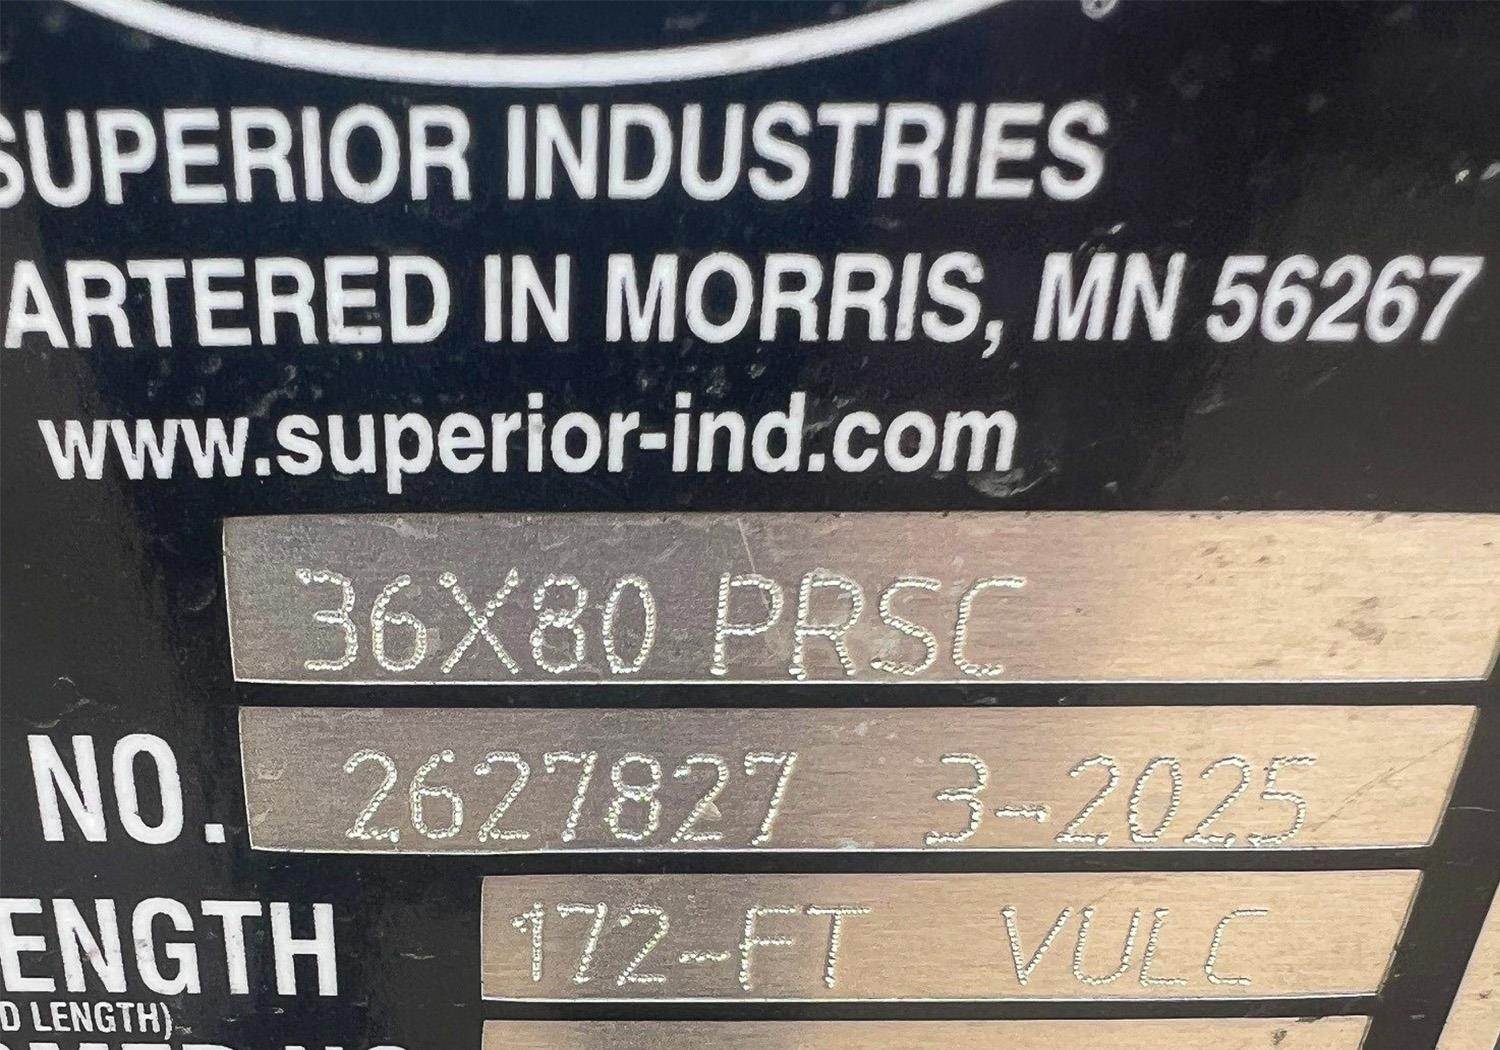 SUPERIOR INDUSTRIES
ARTERED IN MORRIS, MN 56267
www.superior-ind.com
36X80 PRSC
NO. 2627827 3-2025
ENGTH 172-FT VULC
D LENGTH)